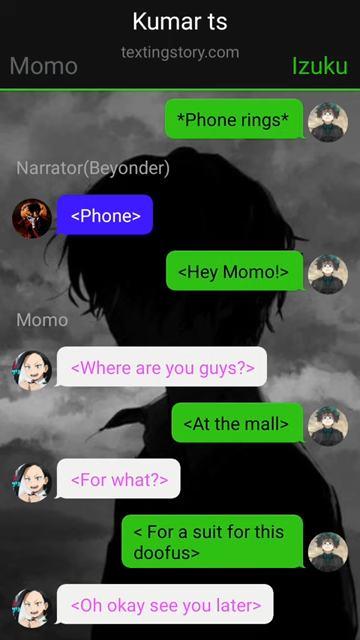 Kumar ts
textingstory.com
Momo
Izuku
*Phone rings*
Narrator(Beyonder)
<Phone>
<Hey Momo!>
Momo
<Where are you guys?>
<At the mall>
<For what?>
< For a suit for this
doofus>
<Oh okay see you later>